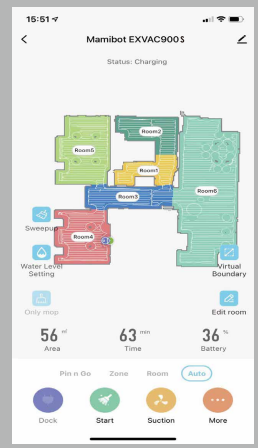 15:51
Mamibot EXVAC900S
Status: Charging
Room2
Room5
Room1
Room6
Room3
Sweepup
Room4
Water Level
Setting
Virtual
Boundary
Only mop
Edit room
56 ㎡
63 min
36 %
Area
Time
Battery
Pin n Go
Zone
Room
Auto
Dock
Start
Suction
More